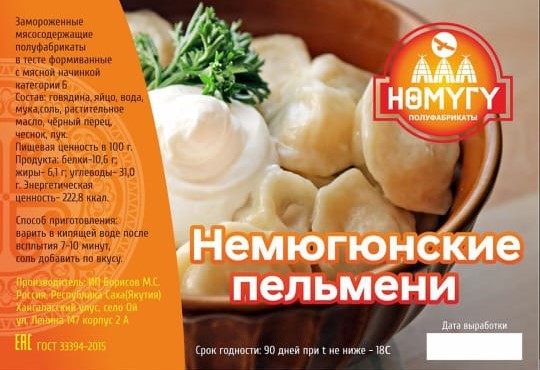 Замороженные
мясосодержащие
полуфабрикаты
в тесте формиванные
с мясной начинкой
категории Б
Состав: говядина, яйцо, вода,
мука,соль, растительное
масло, чёрный перец,
чеснок, лук.
Пищевая ценность в 100 г.
Продукта: белки-10,6 г;
жиры- 6,1 г; углеводы- 31,0
г. Энергетическая
ценность- 222,8 ккал.
Способ приготовления:
варить в кипящей воде после
всплытия 7-10 минут,
соль добавить по вкусу.
Производитель: ИП Борисов М.С.
Россия, Республика Саха(Якутия)
Хангаласский улус, село Ой
ул. Ленина 147 корпус 2 А
ЕАС ГОСТ 33394-2015
НӨМҮГҮ
ПОЛУФАБРИКАТЫ
Немюгюнские
пельмени
Дата выработки
Срок годности: 90 дней при t не ниже - 18С